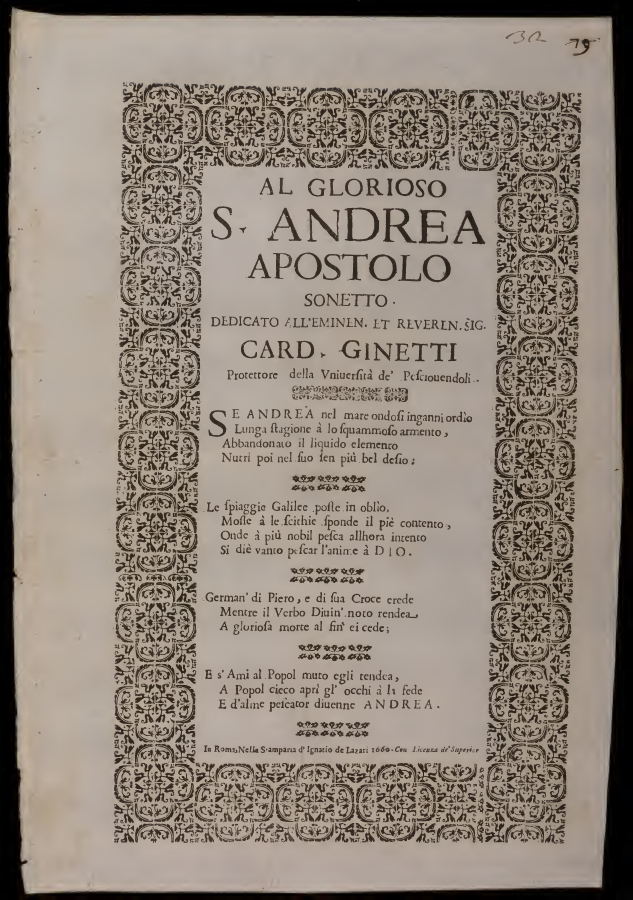 32 79
AL GLORIOSO
S. ANDREA
APOSTOLO
SONETTO.
DEDICATO ALL'EMINEN. ET REVEREN. SIG.
CARD. GINETTI
Protettore della Vniuersità de' Pesciouendoli.
SE ANDREA nel mare ondosi inganni ordìo
Lunga stagione à lo squammoso armento,
Abbandonato il liquido elemento
Nutrì poi nel suo sen più bel desio;
Le spiaggie Galilee poste in oblìo,
Mosse à le scithie sponde il piè contento,
Onde à più nobil pesca allhora intento
Si diè vanto pescar l'anime à DIO.
German' di Piero, e di sua Croce erede
Mentre il Verbo Diuin' noto rendea,
A gloriosa morte al fin' ei cede;
E s'Ami al Popol muto egli tendea,
A Popol cieco aprì gl' occhi à la fede
E d'alme pescator diuenne ANDREA.
In Roma, Nella Stamparia d' Ignatio de Lazari 1660. Con Licenza de' Superior